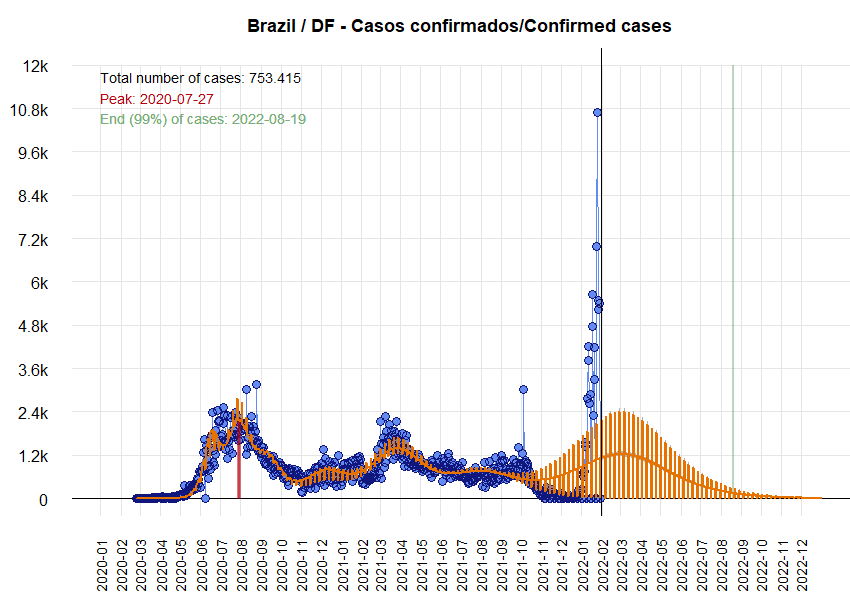 Brazil / DF - Casos confirmados/Confirmed cases
Total number of cases: 753.415
Peak: 2020-07-27
End (99%) of cases: 2022-08-19
12k
10.8k
9.6k
8.4k
7.2k
6k
4.8k
3.6k
2.4k
1.2k
0
2020-01
2020-02
2020-03
2020-04
2020-05
2020-06
2020-07
2020-08
2020-09
2020-10
2020-11
2020-12
2021-01
2021-02
2021-03
2021-04
2021-05
2021-06
2021-07
2021-08
2021-09
2021-10
2021-11
2021-12
2022-01
2022-02
2022-03
2022-04
2022-05
2022-06
2022-07
2022-08
2022-09
2022-10
2022-11
2022-12